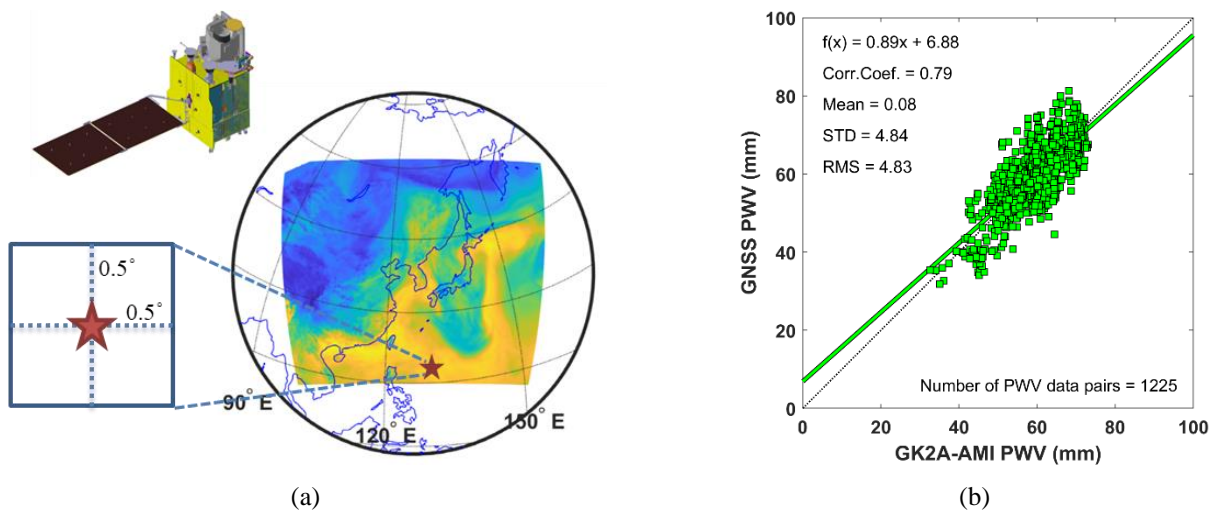 0.5°
0.5°
90° E
120° E
150° E
(a)
100
80
60
40
20
0
GNSS PWV (mm)
f(x) = 0.89x + 6.88
Corr.Coef. = 0.79
Mean = 0.08
STD = 4.84
RMS = 4.83
Number of PWV data pairs = 1225
0 20 40 60 80 100
GK2A-AMI PWV (mm)
(b)